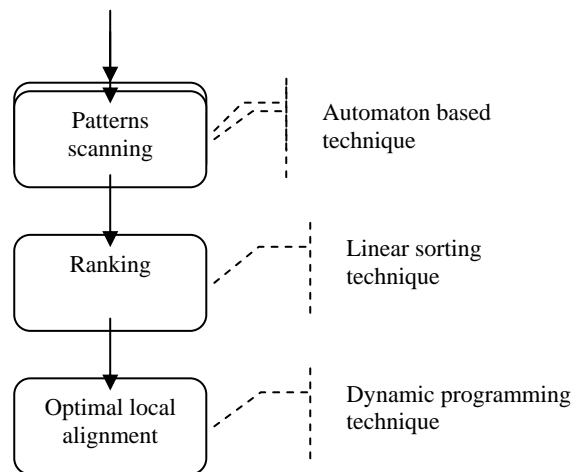 Patterns
scanning
Automaton based
technique
Ranking
Linear sorting
technique
Optimal local
alignment
Dynamic programming
technique